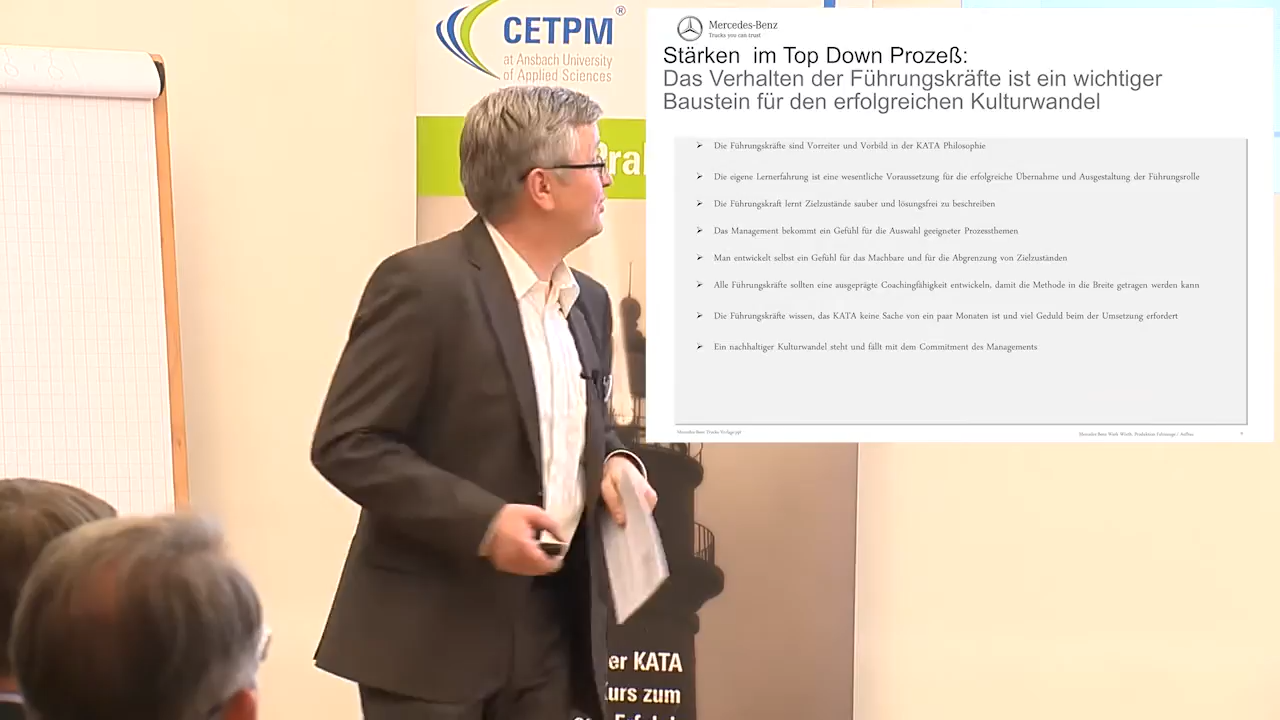 CETPM®
at Ansbach University
of Applied Sciences
Mercedes-Benz
Trucks you can trust
Stärken im Top Down Prozeß:
Das Verhalten der Führungskräfte ist ein wichtiger
Baustein für den erfolgreichen Kulturwandel
Die Führungskräfte sind Vorreiter und Vorbild in der KATA Philosophie
Die eigene Lernerfahrung ist eine wesentliche Voraussetzung für die erfolgreiche Übernahme und Ausgestaltung der Führungsrolle
Die Führungskraft lernt Zielzustände sauber und lösungsfrei zu beschreiben
Das Management bekommt ein Gefühl für die Auswahl geeigneter Prozessthemen
Man entwickelt selbst ein Gefühl für das Machbare und für die Abgrenzung von Zielzuständen
Alle Führungskräfte sollten eine ausgeprägte Coachingfähigkeit entwickeln, damit die Methode in die Breite getragen werden kann
Die Führungskräfte wissen, das KATA keine Sache von ein paar Monaten ist und viel Geduld beim der Umsetzung erfordert
Ein nachhaltiger Kulturwandel steht und fällt mit dem Commitment des Managements
er KATA
urs zum